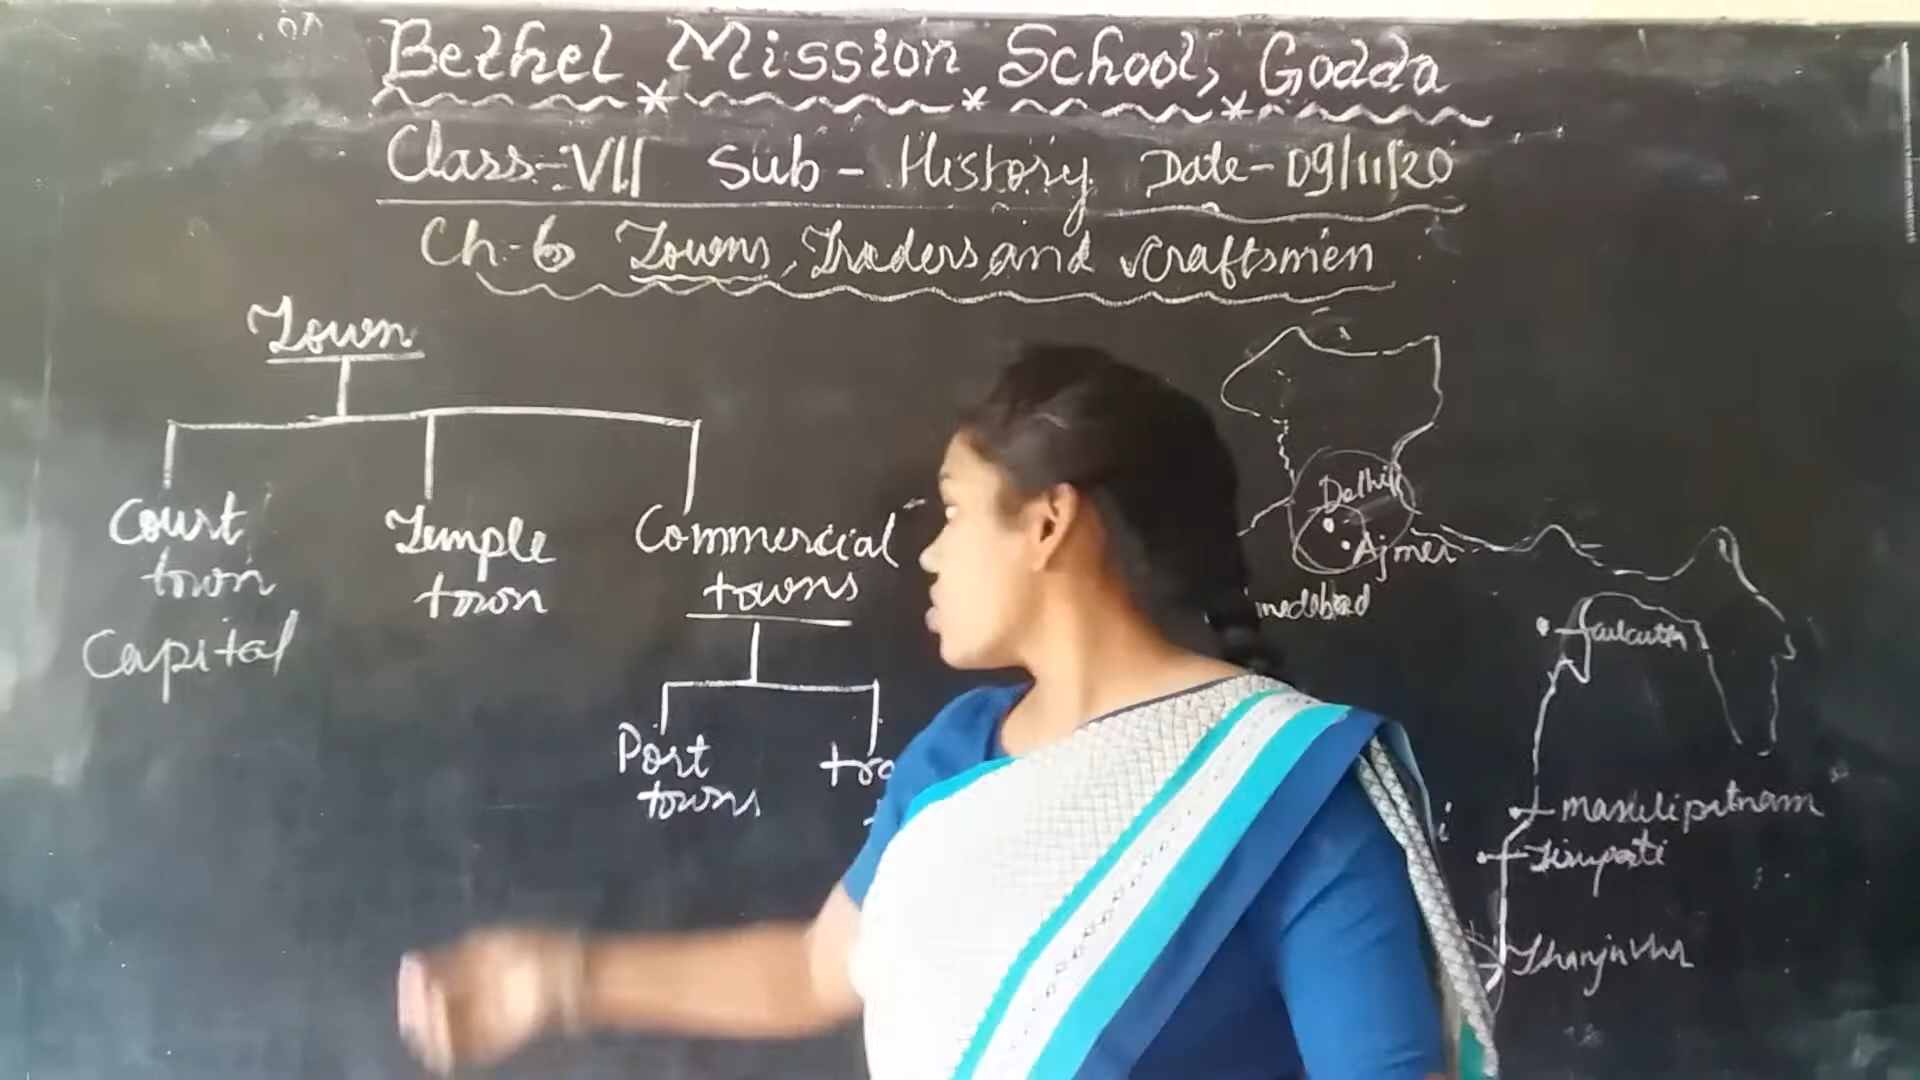 Bethel Mission School, Godda
Class-VII Sub - History Date - 09/11/20
Ch-6 Towns, Traders and Craftsmen
Town
Court town
Capital
Temple town
Commercial towns
Port towns
Delhi
Ajmer
Calcutta
masulipatnam
Tirupati